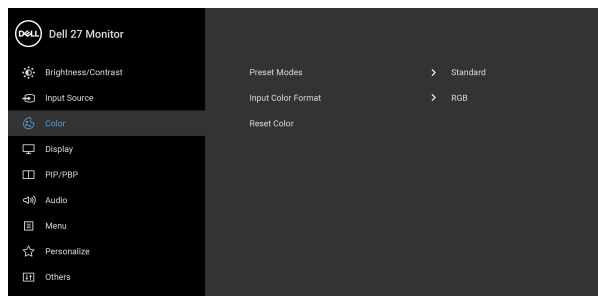 DELL Dell 27 Monitor
Brightness/Contrast
Input Source
Color
Display
PIP/PBP
Audio
Menu
Personalize
Others
Preset Modes > Standard
Input Color Format > RGB
Reset Color